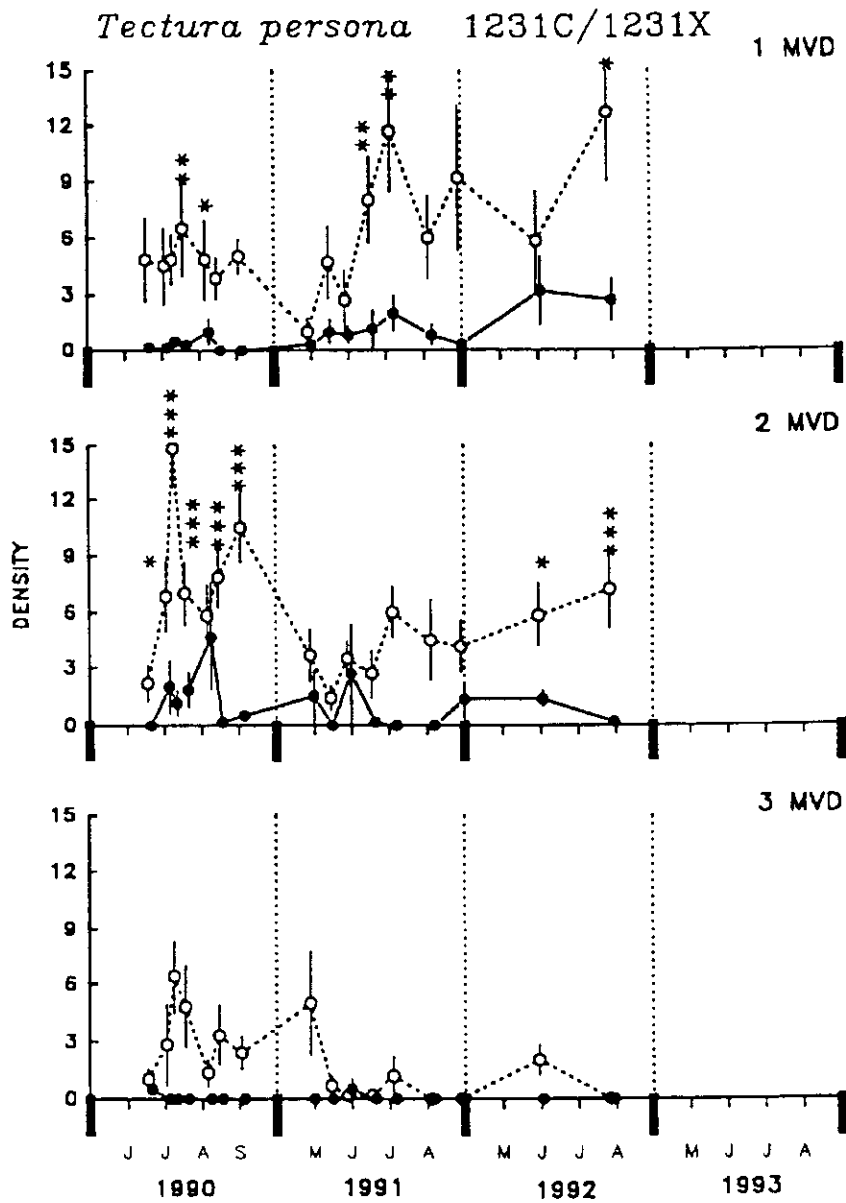 Tectura persona 1231C/1231X
1 MVD
15
12
9
6
3
0
** * ** ** *
2 MVD
15
12
9
6
3
0
* *** *** *** *** * ***
DENSITY
3 MVD
15
12
9
6
3
0
J J A S M J J A M J J A M J J A
1990 1991 1992 1993